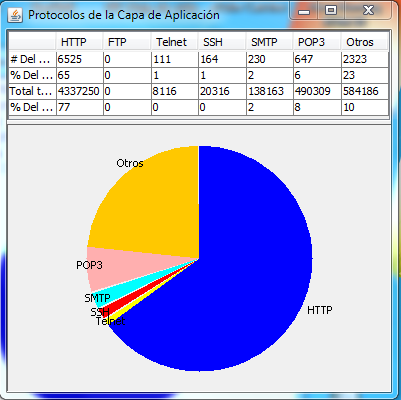 Protocolos de la Capa de Aplicación
HTTP FTP Telnet SSH SMTP POP3 Otros
# Del ... 6525 0 111 164 230 647 2323
% Del ... 65 0 1 1 2 6 23
Total t... 4337250 0 8116 20316 138163 490309 584186
% Del ... 77 0 0 0 2 8 10
Otros
POP3
SMTP
SSH
Telnet
HTTP